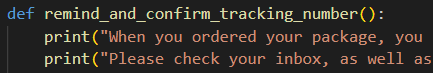 def remind_and_confirm_tracking_number():
    print("When you ordered your package, you
    print("Please check your inbox, as well as